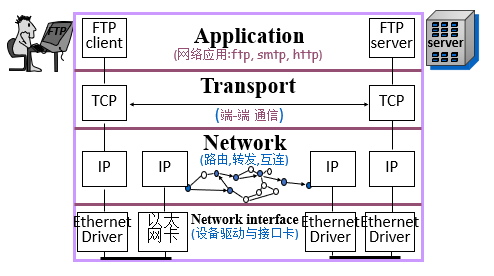 FTP
FTP
client
Application
(网络应用:ftp, smtp, http)
FTP
server
server
Transport
TCP
(端-端 通信)
TCP
Network
(路由,转发,互连)
IP
IP
IP
IP
Ethernet
Driver
以太
网卡
Network interface
(设备驱动与接口卡)
Ethernet
Driver
Ethernet
Driver